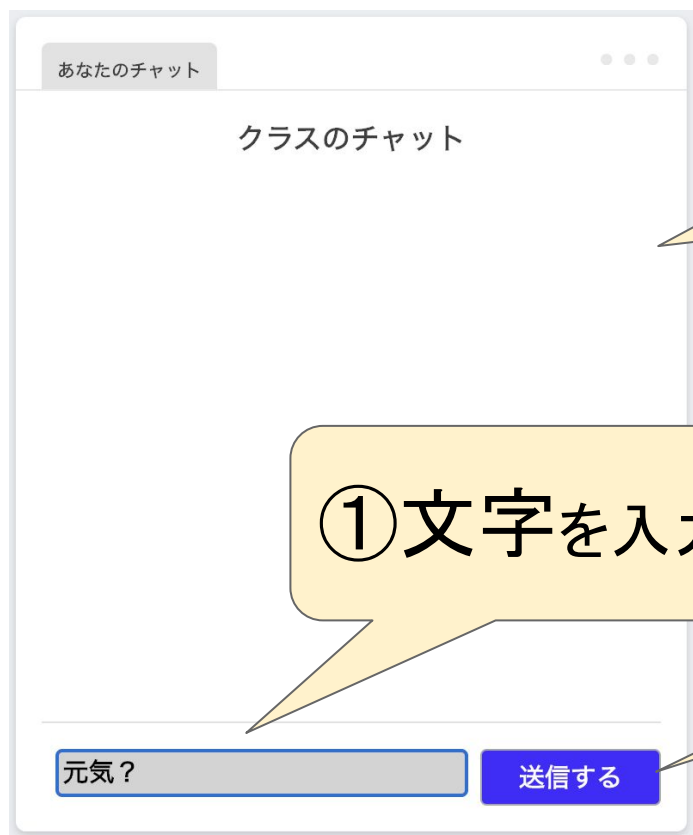 あなたのチャット
クラスのチャット
①文字を入
元気？
送信する